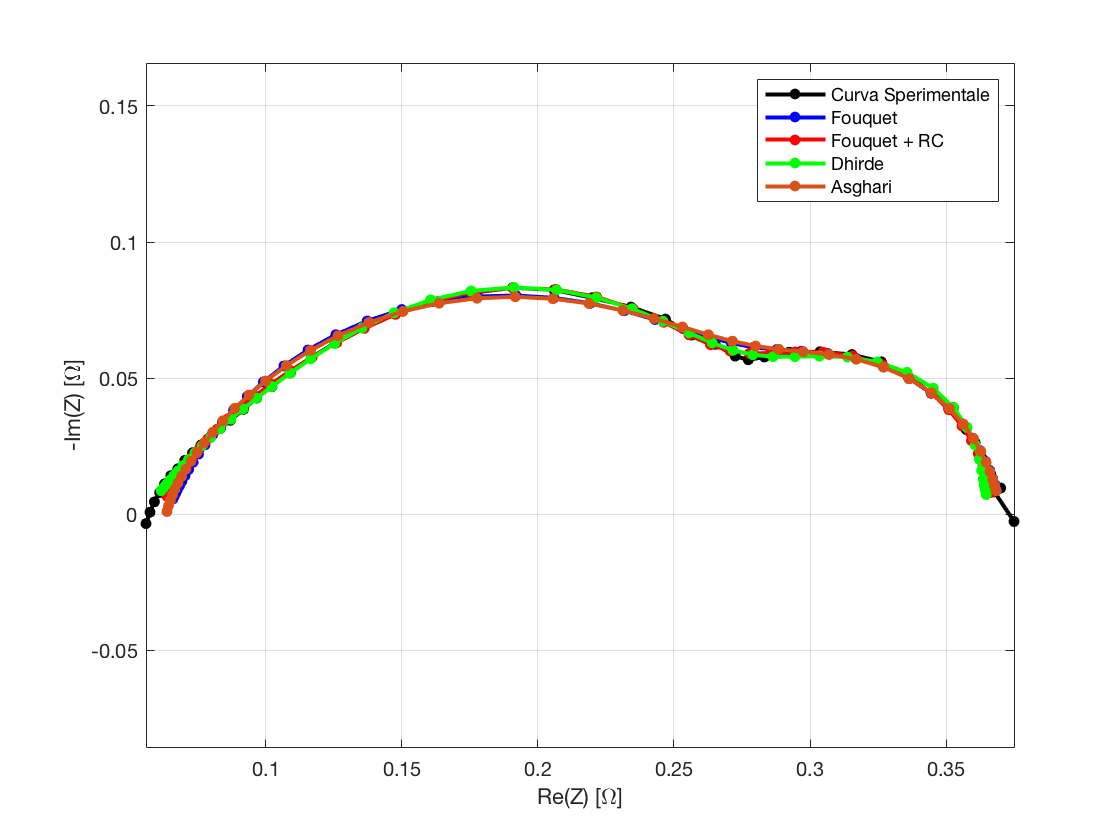 0.15
0.1
0.05
0
-0.05
-Im(Z) [Ω]
Curva Sperimentale
Fouquet
Fouquet + RC
Dhirde
Asghari
0.1
0.15
0.2
0.25
0.3
0.35
Re(Z) [Ω]